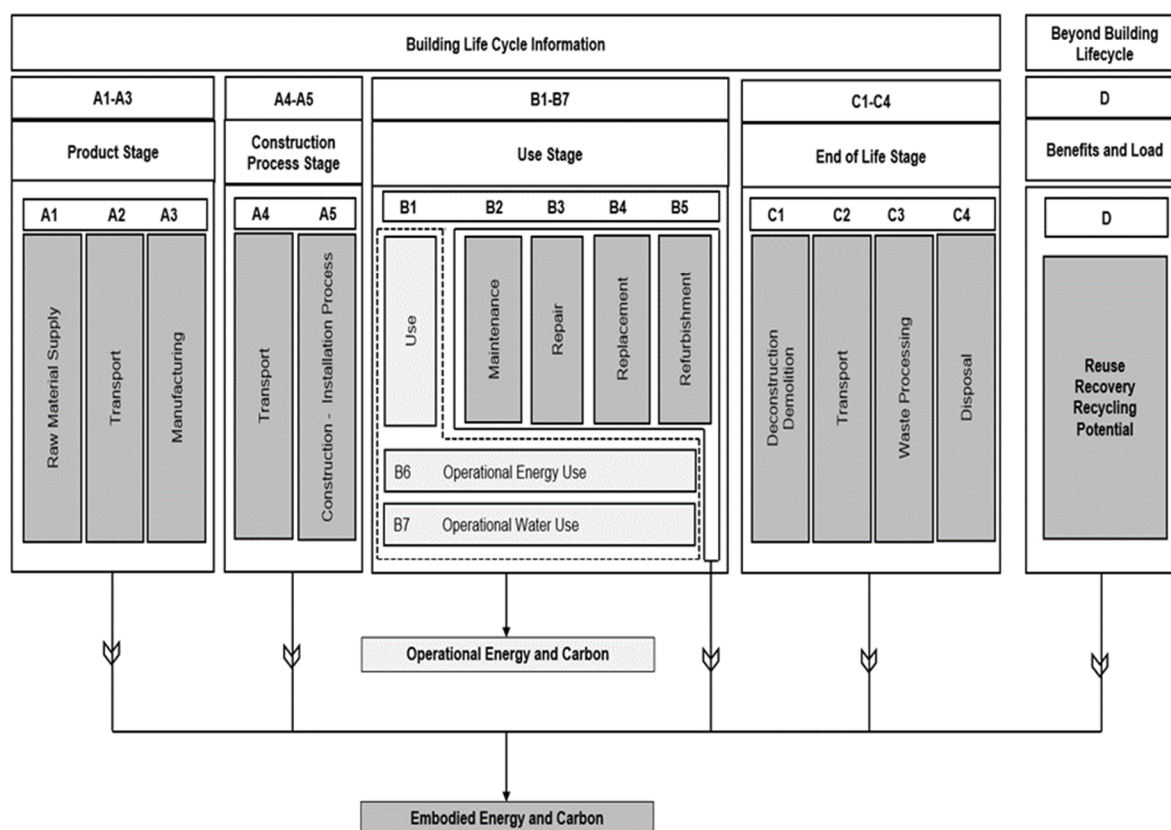 Building Life Cycle Information
Beyond Building
Lifecycle
A1-A3
A4-A5
B1-B7
C1-C4
D
Product Stage
Construction
Process Stage
Use Stage
End of Life Stage
Benefits and Load
A1 A2 A3
A4 A5
B1 B2 B3 B4 B5
C1 C2 C3 C4
D
Raw Material Supply
Transport
Manufacturing
Transport
Construction - Installation Process
Use
Maintenance
Repair
Replacement
Refurbishment
B6 Operational Energy Use
B7 Operational Water Use
Deconstruction
Demolition
Transport
Waste Processing
Disposal
Reuse
Recovery
Recycling
Potential
Operational Energy and Carbon
Embodied Energy and Carbon